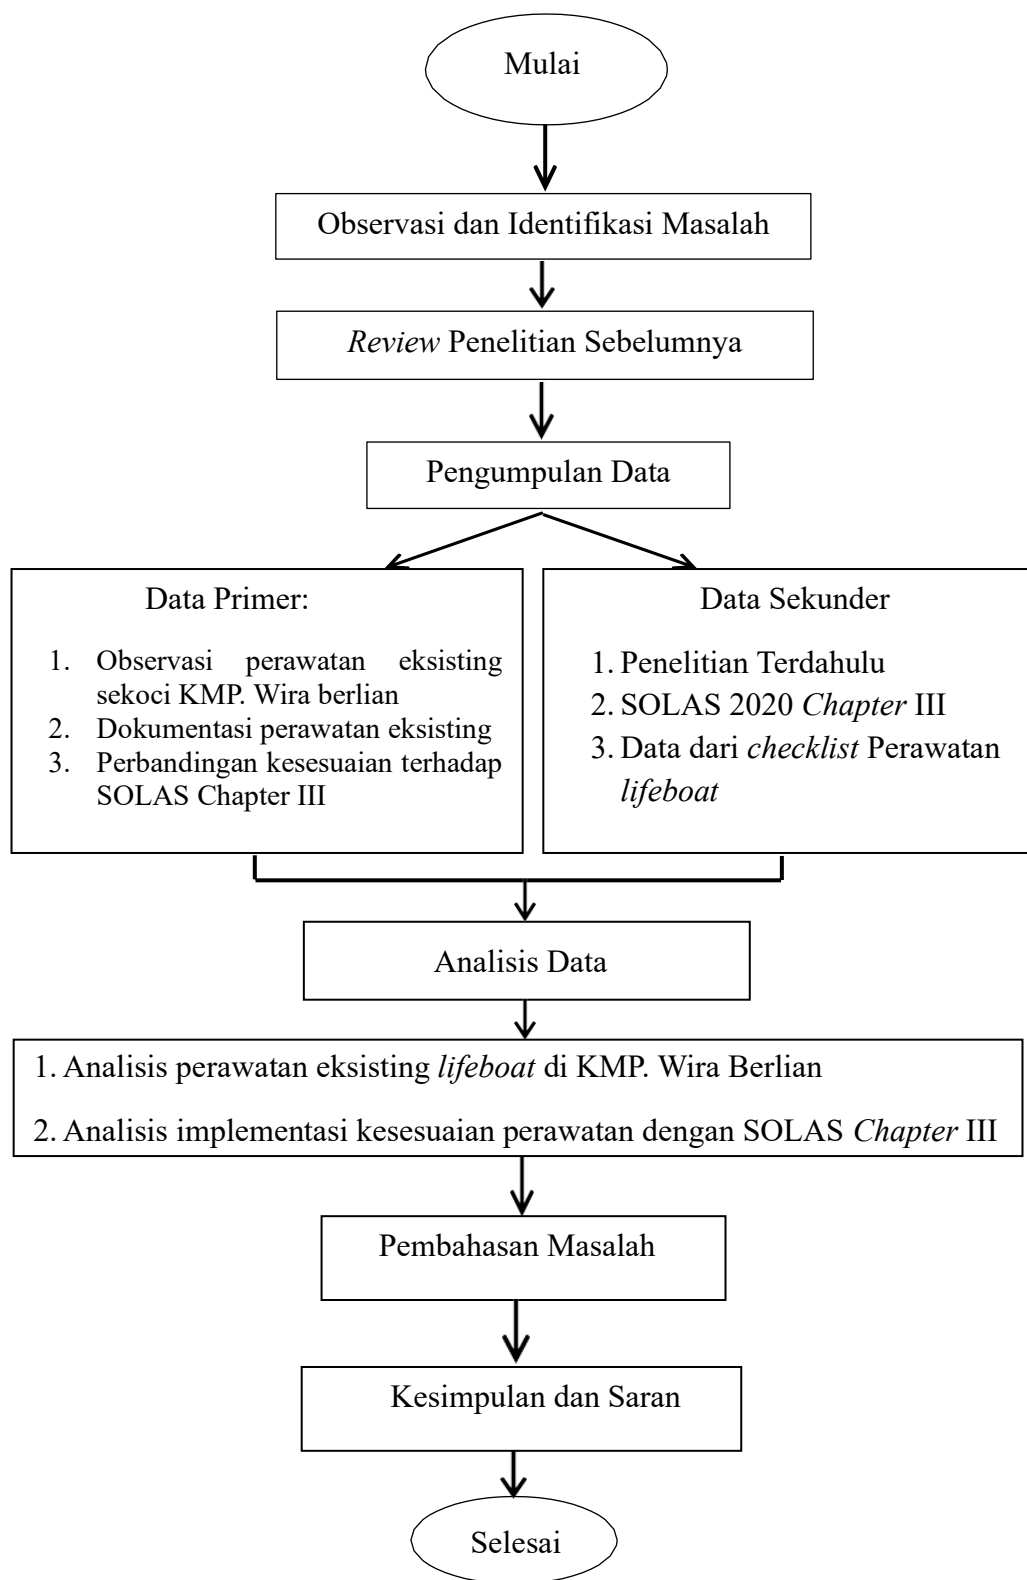 Mulai
Observasi dan Identifikasi Masalah
Review Penelitian Sebelumnya
Pengumpulan Data
Data Primer:
1. Observasi perawatan eksisting
sekoci KMP. Wira berlian
2. Dokumentasi perawatan eksisting
3. Perbandingan kesesuaian terhadap
SOLAS Chapter III
Data Sekunder
1. Penelitian Terdahulu
2. SOLAS 2020 Chapter III
3. Data dari checklist Perawatan
lifeboat
Analisis Data
1. Analisis perawatan eksisting lifeboat di KMP. Wira Berlian
2. Analisis implementasi kesesuaian perawatan dengan SOLAS Chapter III
Pembahasan Masalah
Kesimpulan dan Saran
Selesai